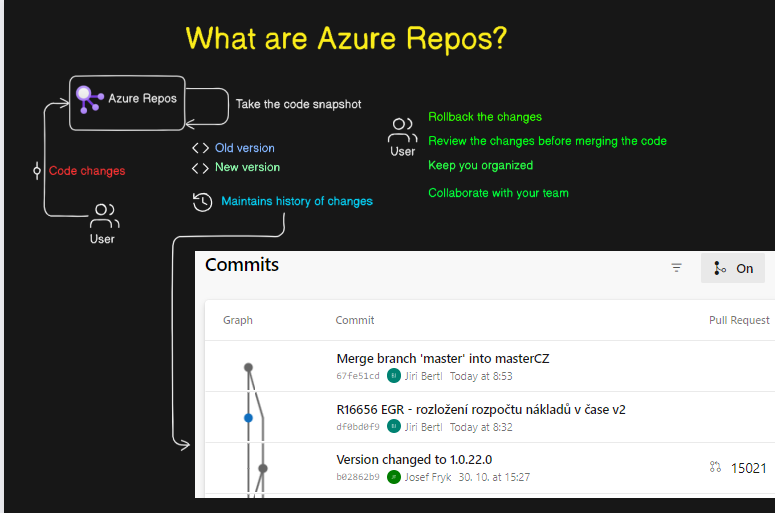 What are Azure Repos?
Azure Repos
Take the code snapshot
Old version
New version
Maintains history of changes
Code changes
User
User
Rollback the changes
Review the changes before merging the code
Keep you organized
Collaborate with your team
Commits
On
Graph Commit Pull Request
Merge branch 'master' into masterCZ
67fe51cd Jiri Bertl Today at 8:53
R16656 EGR - rozložení rozpočtu nákladů v čase v2
df0bd0f9 Jiri Bertl Today at 8:32
Version changed to 1.0.22.0
b02862b9 Josef Fryk 30. 10. at 15:27
15021